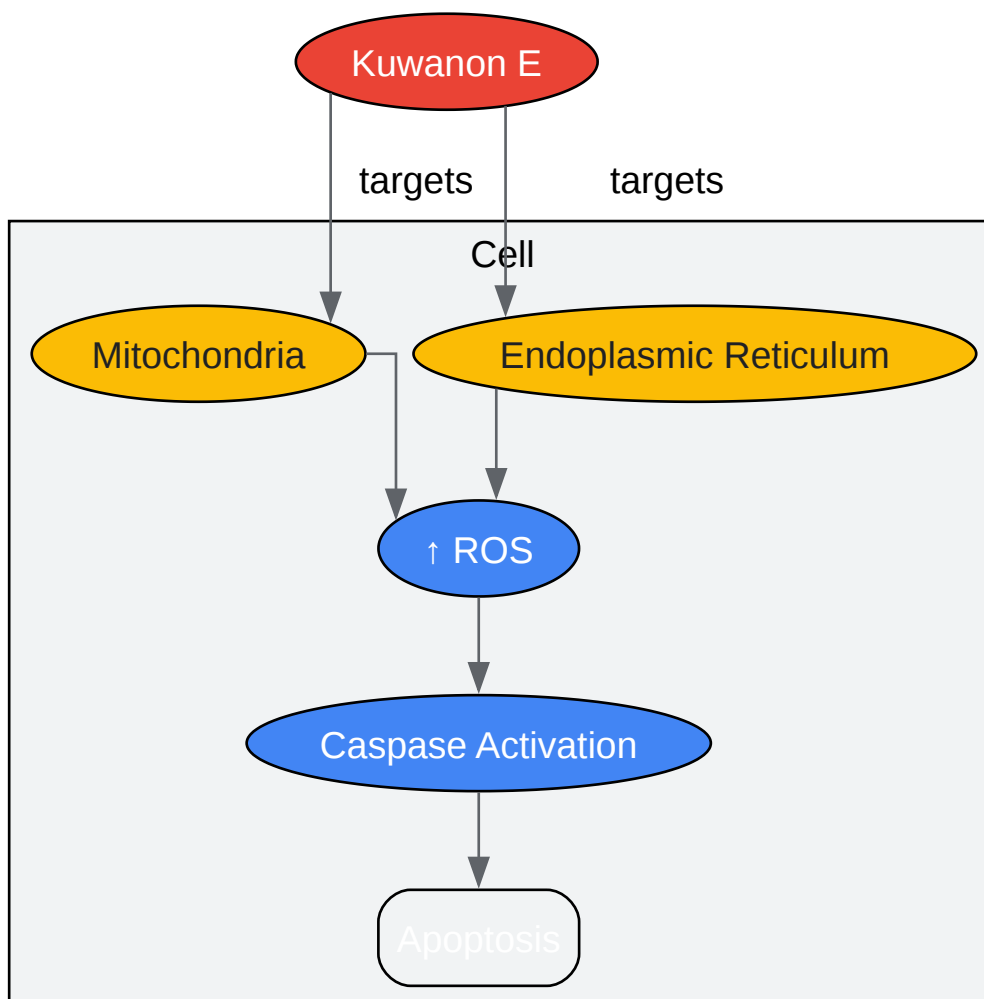 Kuwanon E
targets
targets
Cell
Mitochondria
Endoplasmic Reticulum
↑ ROS
Caspase Activation
Apoptosis